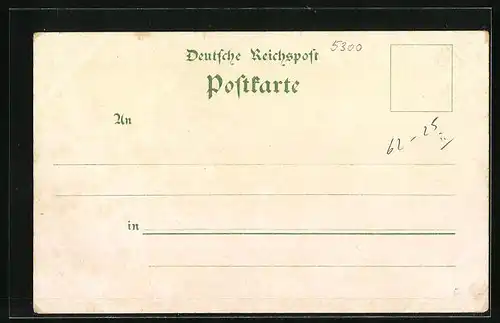 Deutsche Reichspost 5300
Postkarte
An
62-25
in